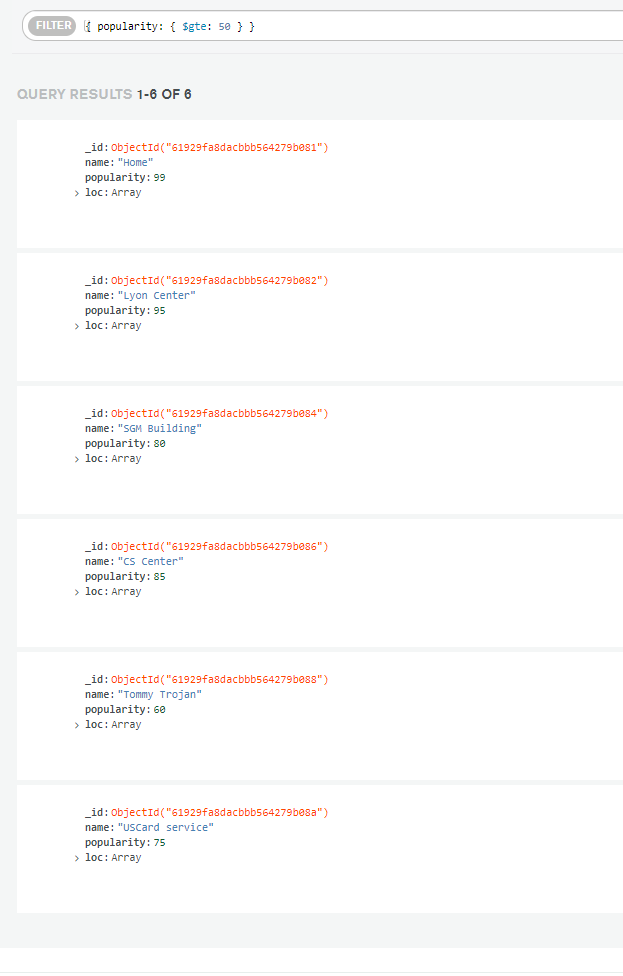 FILTER { popularity: { $gte: 50 } }
QUERY RESULTS 1-6 OF 6
_id: ObjectId("61929fa8dacbbb564279b081")
name: "Home"
popularity: 99
> loc: Array
_id: ObjectId("61929fa8dacbbb564279b082")
name: "Lyon Center"
popularity: 95
> loc: Array
_id: ObjectId("61929fa8dacbbb564279b084")
name: "SGM Building"
popularity: 80
> loc: Array
_id: ObjectId("61929fa8dacbbb564279b086")
name: "CS Center"
popularity: 85
> loc: Array
_id: ObjectId("61929fa8dacbbb564279b088")
name: "Tommy Trojan"
popularity: 60
> loc: Array
_id: ObjectId("61929fa8dacbbb564279b08a")
name: "USCard service"
popularity: 75
> loc: Array